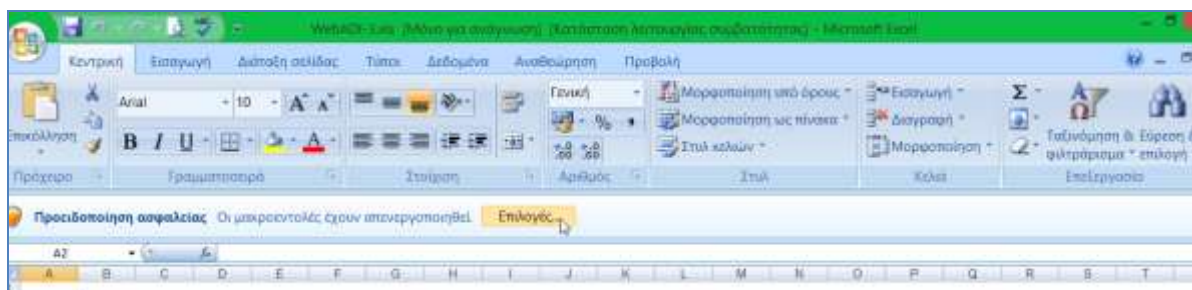 WebADI- [Μόνο για ανάγνωση] [Κατάσταση λειτουργίας συμβατότητας] - Microsoft Excel
Κεντρική Εισαγωγή Διάταξη σελίδας Τύποι Δεδομένα Αναθεώρηση Προβολή
Arial 10 Γενική Μορφοποίηση υπό όρους Εισαγωγή
Επικόλληση % Μορφοποίηση ως πίνακα Διαγραφή Ταξινόμηση & Εύρεση &
Στυλ κελιών Μορφοποίηση φιλτράρισμα επιλογή
Πρόχειρο Γραμματοσειρά Στοίχιση Αριθμός Στυλ Κελιά Επεξεργασία
Προειδοποίηση ασφαλείας Οι μακροεντολές έχουν απενεργοποιηθεί. Επιλογές...
A2 fx
A B C D E F G H I J K L M N O P Q R S T